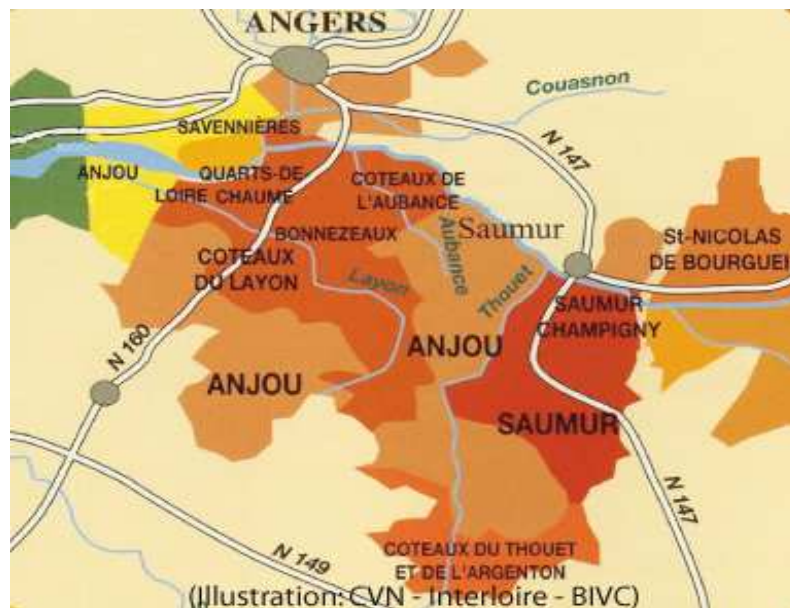 ANGERS
Couasnon
SAVENNIÈRES
N 147
ANJOU
QUARTS-DE-
LOIRE CHAUME
COTEAUX DE
L'AUBANCE
BONNEZEAUX
Aubance
Saumur
St-NICOLAS
DE BOURGUEI
COTEAUX
DU LAYON
Layon
Thouet
SAUMUR
CHAMPIGNY
N 160
ANJOU
ANJOU
SAUMUR
N 147
N 149
COTEAUX DU THOUET
ET DE L'ARGENTON
(Illustration: CVN - Interloire - BIVC)